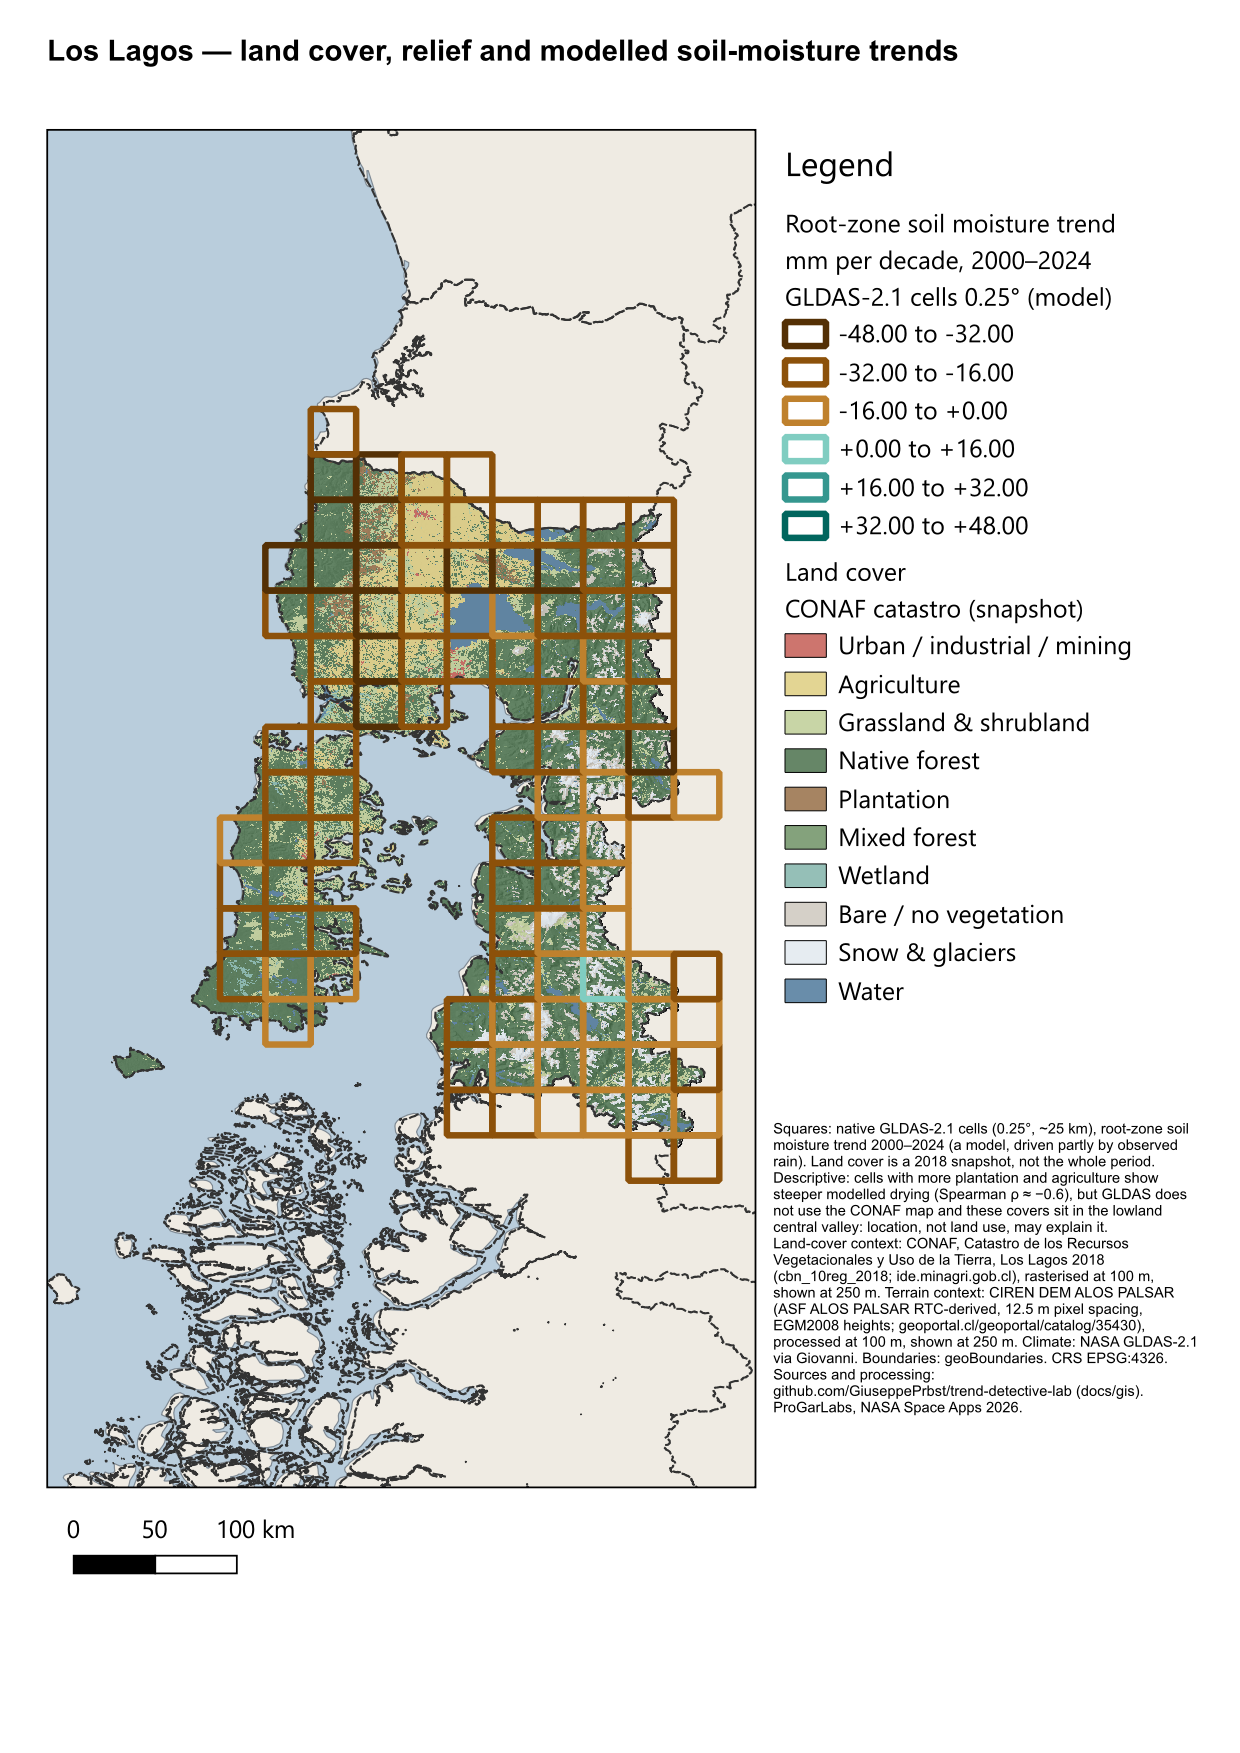 Los Lagos — land cover, relief and modelled soil-moisture trends
Legend
Root-zone soil moisture trend
mm per decade, 2000–2024
GLDAS-2.1 cells 0.25° (model)
-48.00 to -32.00
-32.00 to -16.00
-16.00 to +0.00
+0.00 to +16.00
+16.00 to +32.00
+32.00 to +48.00
Land cover
CONAF catastro (snapshot)
Urban / industrial / mining
Agriculture
Grassland & shrubland
Native forest
Plantation
Mixed forest
Wetland
Bare / no vegetation
Snow & glaciers
Water
Squares: native GLDAS-2.1 cells (0.25°, ~25 km), root-zone soil
moisture trend 2000–2024 (a model, driven partly by observed
rain). Land cover is a 2018 snapshot, not the whole period.
Descriptive: cells with more plantation and agriculture show
steeper modelled drying (Spearman ρ ≈ −0.6), but GLDAS does
not use the CONAF map and these covers sit in the lowland
central valley: location, not land use, may explain it.
Land-cover context: CONAF, Catastro de los Recursos
Vegetacionales y Uso de la Tierra, Los Lagos 2018
(cbn_10reg_2018; ide.minagri.gob.cl), rasterised at 100 m,
shown at 250 m. Terrain context: CIREN DEM ALOS PALSAR
(ASF ALOS PALSAR RTC-derived, 12.5 m pixel spacing,
EGM2008 heights; geoportal.cl/geoportal/catalog/35430),
processed at 100 m, shown at 250 m. Climate: NASA GLDAS-2.1
via Giovanni. Boundaries: geoBoundaries. CRS EPSG:4326.
Sources and processing:
github.com/GiuseppePrbst/trend-detective-lab (docs/gis).
ProGarLabs, NASA Space Apps 2026.
0 50 100 km